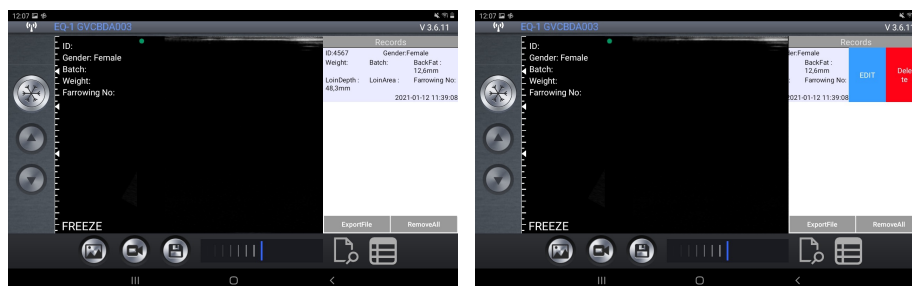 12:07
EQ-1 GVCBDA003
V 3.6.11
ID:
Gender: Female
Batch:
Weight:
Farrowing No:
FREEZE
Records
ID:4567 Gender:Female
Weight: Batch: BackFat :
12,6mm
LoinDepth : LoinArea : Farrowing No:
48,3mm
2021-01-12 11:39:08
ExportFile RemoveAll
12:07
EQ-1 GVCBDA003
V 3.6.1
ID:
Gender: Female
Batch:
Weight:
Farrowing No:
FREEZE
Records
er:Female
BackFat :
12,6mm
: Farrowing No:
2021-01-12 11:39:08
EDIT
Dele
te
ExportFile RemoveAll